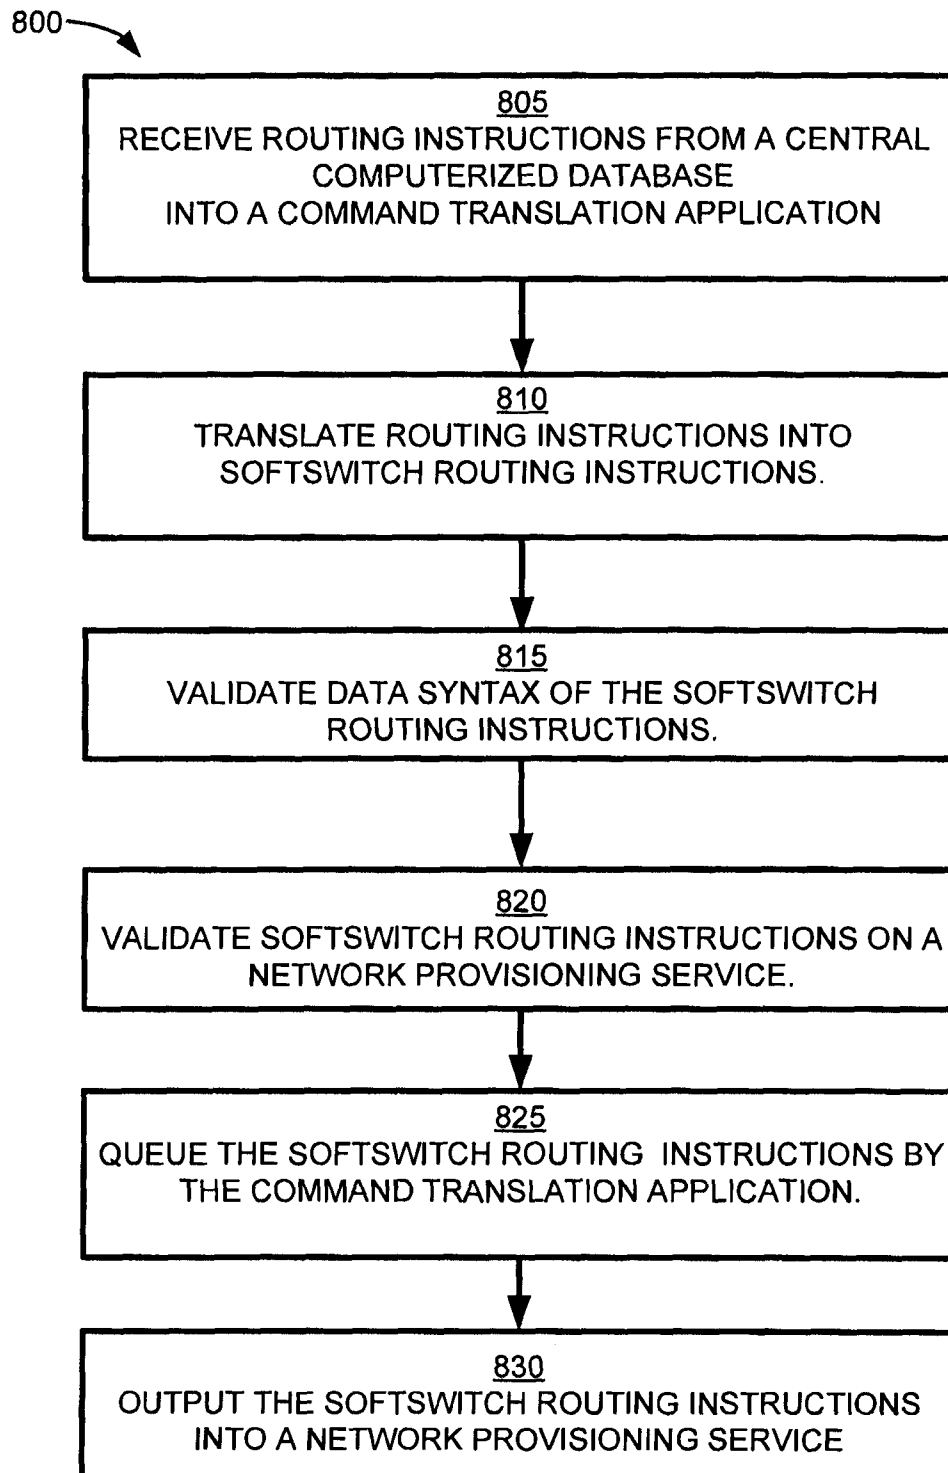 800
805
RECEIVE ROUTING INSTRUCTIONS FROM A CENTRAL
COMPUTERIZED DATABASE
INTO A COMMAND TRANSLATION APPLICATION
810
TRANSLATE ROUTING INSTRUCTIONS INTO
SOFTSWITCH ROUTING INSTRUCTIONS.
815
VALIDATE DATA SYNTAX OF THE SOFTSWITCH
ROUTING INSTRUCTIONS.
820
VALIDATE SOFTSWITCH ROUTING INSTRUCTIONS ON A
NETWORK PROVISIONING SERVICE.
825
QUEUE THE SOFTSWITCH ROUTING INSTRUCTIONS BY
THE COMMAND TRANSLATION APPLICATION.
830
OUTPUT THE SOFTSWITCH ROUTING INSTRUCTIONS
INTO A NETWORK PROVISIONING SERVICE